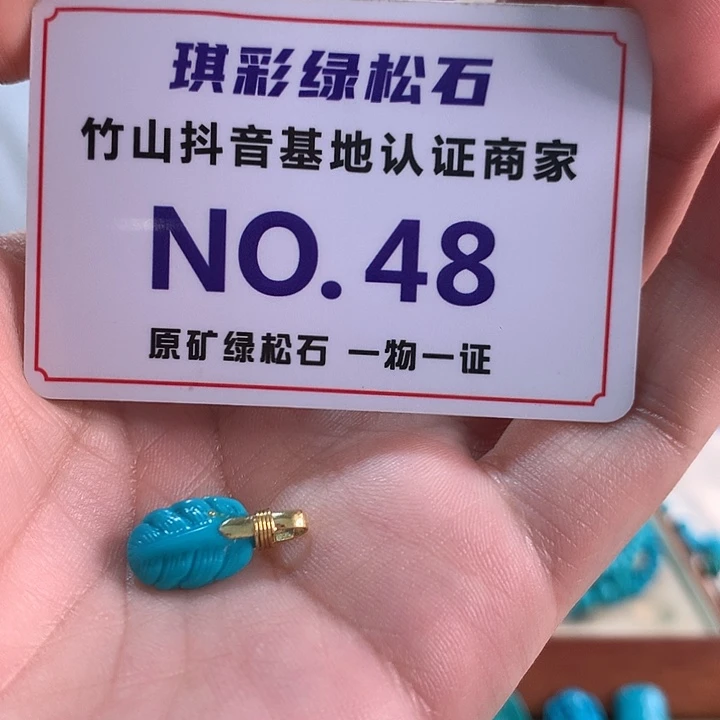 琪彩绿松石
竹山抖音基地认证商家
NO.48
原矿绿松石 一物一证